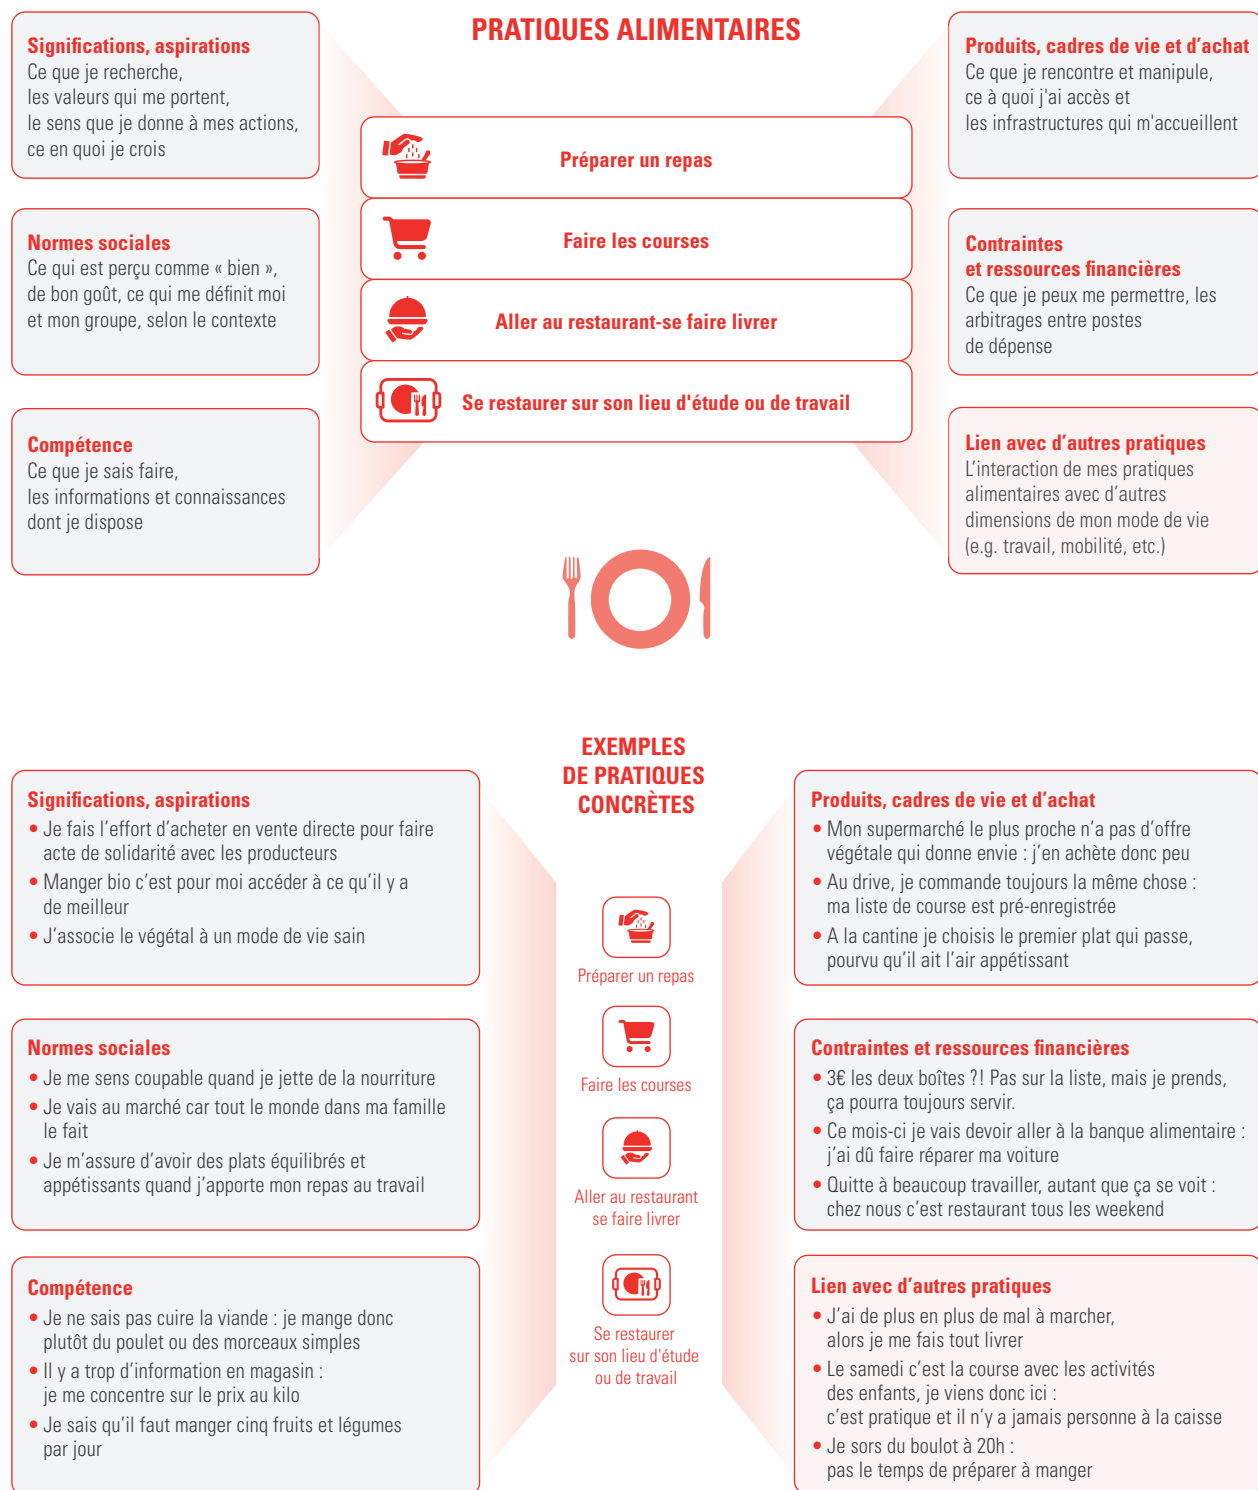 PRATIQUES ALIMENTAIRES
Significations, aspirations
Ce que je recherche,
les valeurs qui me portent,
le sens que je donne à mes actions,
ce en quoi je crois
Normes sociales
Ce qui est perçu comme « bien »,
de bon goût, ce qui me définit moi
et mon groupe, selon le contexte
Compétence
Ce que je sais faire,
les informations et connaissances
dont je dispose
Préparer un repas
Faire les courses
Aller au restaurant-se faire livrer
Se restaurer sur son lieu d'étude ou de travail
Produits, cadres de vie et d’achat
Ce que je rencontre et manipule,
ce à quoi j'ai accès et
les infrastructures qui m'accueillent
Contraintes
et ressources financières
Ce que je peux me permettre, les
arbitrages entre postes
de dépense
Lien avec d’autres pratiques
L’interaction de mes pratiques
alimentaires avec d’autres
dimensions de mon mode de vie
(e.g. travail, mobilité, etc.)
EXEMPLES
DE PRATIQUES
CONCRÈTES
Significations, aspirations
• Je fais l’effort d’acheter en vente directe pour faire
acte de solidarité avec les producteurs
• Manger bio c’est pour moi accéder à ce qu’il y a
de meilleur
• J’associe le végétal à un mode de vie sain
Normes sociales
• Je me sens coupable quand je jette de la nourriture
• Je vais au marché car tout le monde dans ma famille
le fait
• Je m’assure d’avoir des plats équilibrés et
appétissants quand j’apporte mon repas au travail
Compétence
• Je ne sais pas cuire la viande : je mange donc
plutôt du poulet ou des morceaux simples
• Il y a trop d’information en magasin :
je me concentre sur le prix au kilo
• Je sais qu’il faut manger cinq fruits et légumes
par jour
Préparer un repas
Faire les courses
Aller au restaurant
se faire livrer
Se restaurer
sur son lieu d'étude
ou de travail
Produits, cadres de vie et d’achat
• Mon supermarché le plus proche n’a pas d’offre
végétale qui donne envie : j’en achète donc peu
• Au drive, je commande toujours la même chose :
ma liste de course est pré-enregistrée
• A la cantine je choisis le premier plat qui passe,
pourvu qu’il ait l’air appétissant
Contraintes et ressources financières
• 3€ les deux boîtes ?! Pas sur la liste, mais je prends,
ça pourra toujours servir.
• Ce mois-ci je vais devoir aller à la banque alimentaire :
j’ai dû faire réparer ma voiture
• Quitte à beaucoup travailler, autant que ça se voit :
chez nous c’est restaurant tous les weekend
Lien avec d’autres pratiques
• J’ai de plus en plus de mal à marcher,
alors je me fais tout livrer
• Le samedi c’est la course avec les activités
des enfants, je viens donc ici :
c’est pratique et il n’y a jamais personne à la caisse
• Je sors du boulot à 20h :
pas le temps de préparer à manger